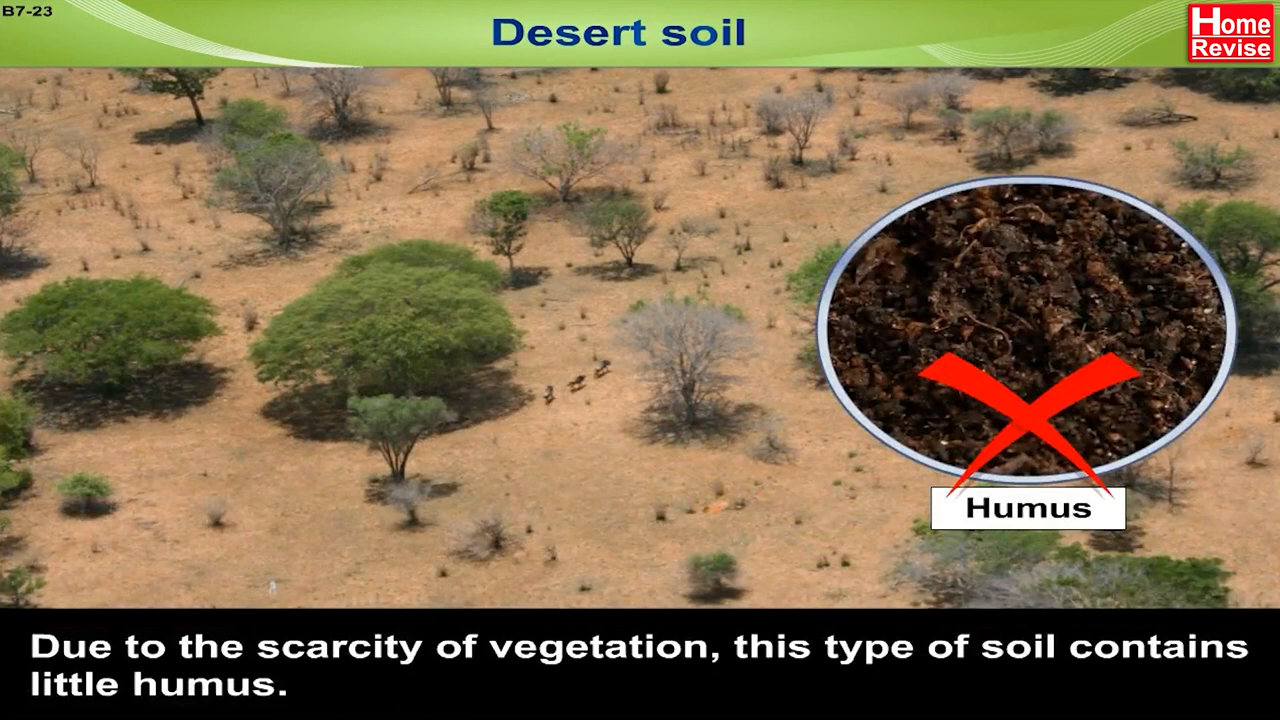 B7-23
Desert soil
Home
Revise
Humus
Due to the scarcity of vegetation, this type of soil contains
little humus.